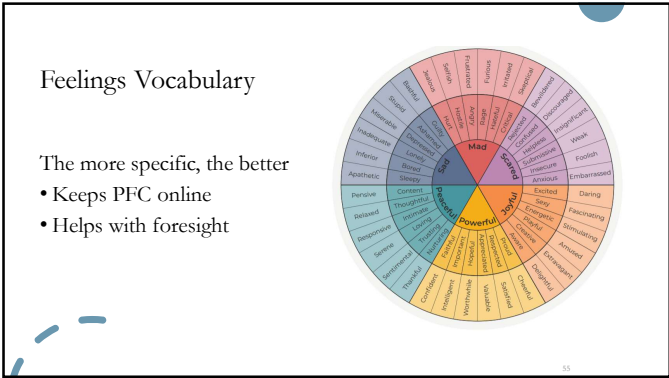 Feelings Vocabulary
The more specific, the better
• Keeps PFC online
• Helps with foresight
Mad
Scared
Joyful
Powerful
Peaceful
Sad
Hurt
Hostile
Angry
Rage
Hateful
Critical
Rejected
Confused
Helpless
Submissive
Insecure
Anxious
Excited
Sexy
Energetic
Playful
Creative
Aware
Proud
Respected
Appreciated
Hopeful
Important
Faithful
Nurturing
Trusting
Loving
Intimate
Thoughtful
Content
Sleepy
Bored
Lonely
Depressed
Ashamed
Guilty
Jealous
Selfish
Frustrated
Furious
Irritated
Skeptical
Bewildered
Discouraged
Insignificant
Weak
Foolish
Embarrassed
Daring
Fascinating
Stimulating
Amused
Extravagant
Delightful
Cheerful
Satisfied
Valuable
Worthwhile
Intelligent
Confident
Thankful
Sentimental
Serene
Responsive
Relaxed
Pensive
Apathetic
Inferior
Inadequate
Miserable
Stupid
Bashful
55